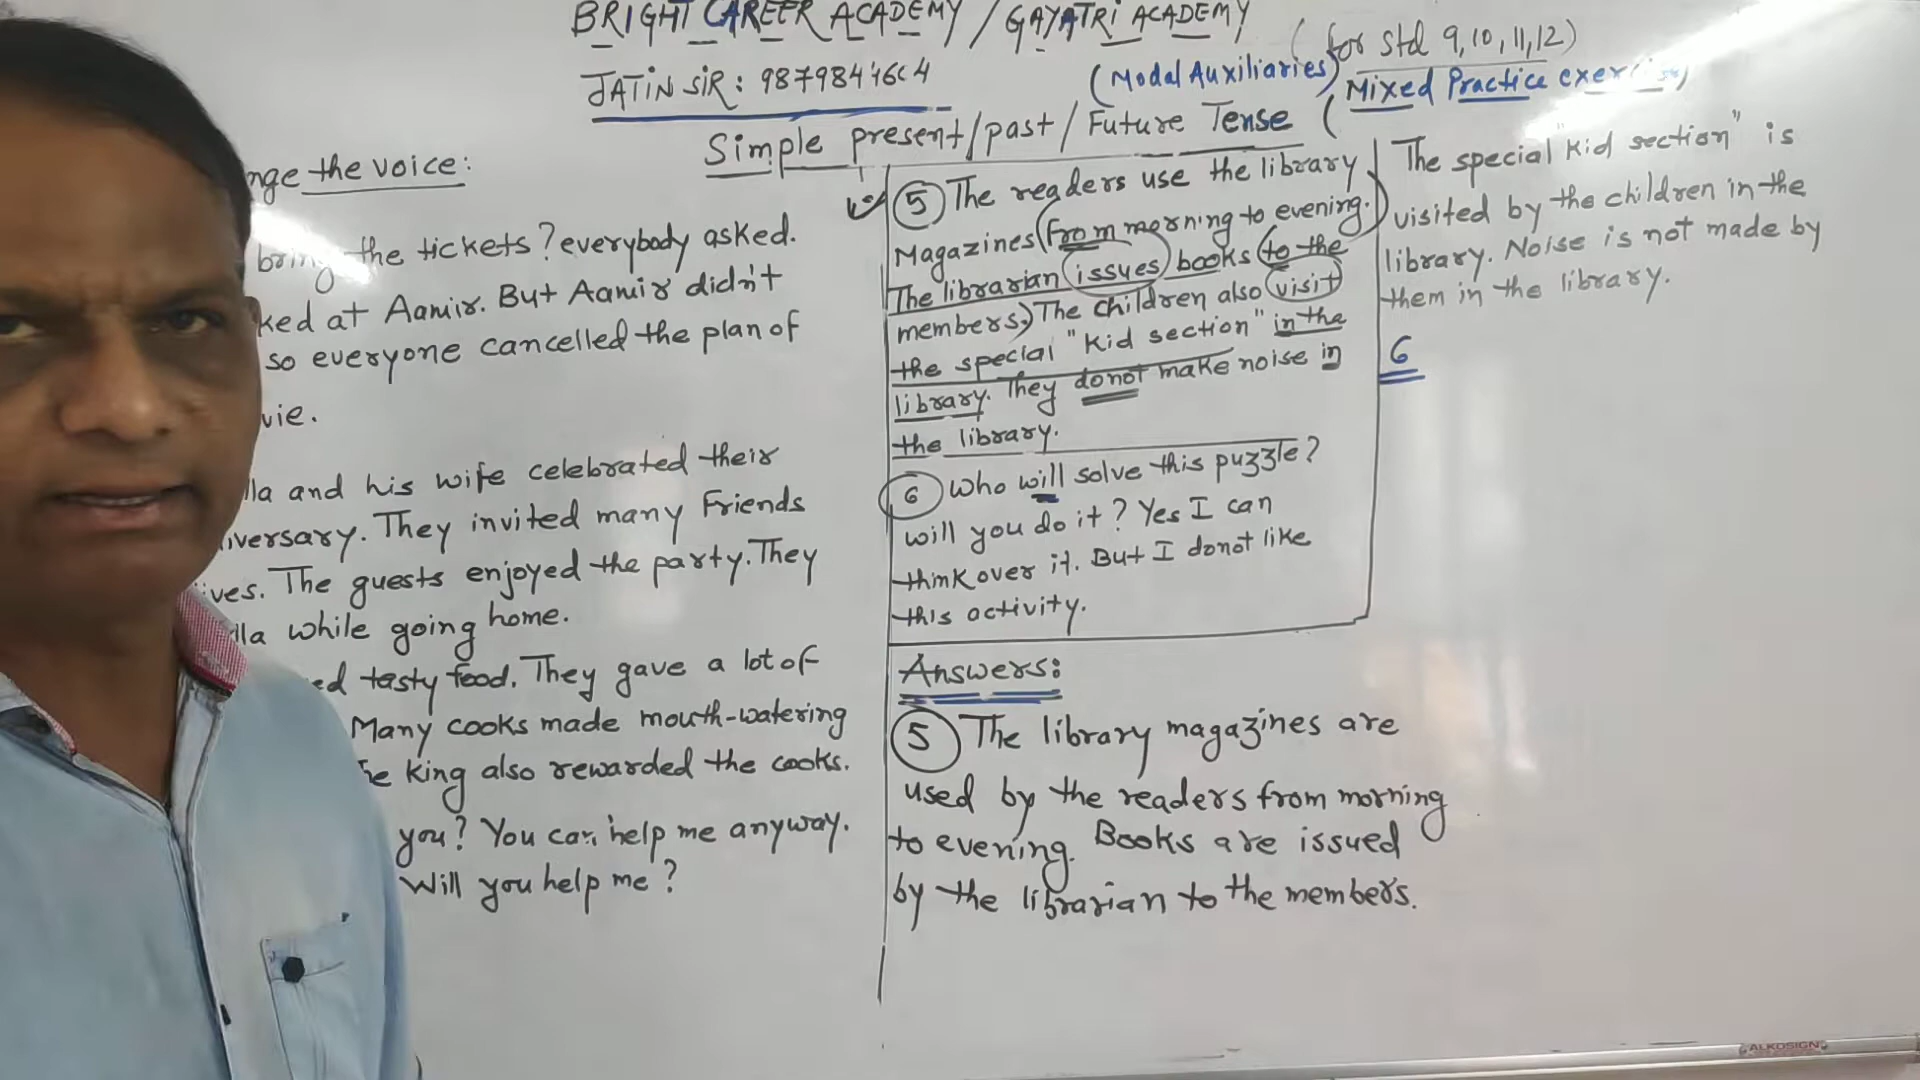 BRIGHT CAREER ACADEMY / GAYATRI ACADEMY
(for std 9,10,11,12)
JATIN SIR:
(Modal Auxiliaries)
Simple present/past/Future Tense (Mixed Practice
nge the voice:
bring the tickets? everybody asked.
ked at Aamir. But Aamir didn't
so everyone cancelled the plan of
vie.
lla and his wife celebrated their
iversary. They invited many Friends
ives. The guests enjoyed the party. They
lla while going home.
ed tasty food. They gave a lot of
Many cooks made mouth-watering
king also rewarded the cooks.
you? You can help me anyway.
Will you help me?
5 The readers use the library
Magazines (From morning to evening.)
The librarian issues books (to the
members.) The children also visit
the special "Kid section" in the
library. They donot make noise in
the library.
6 Who will solve this puzzle?
will you do it? Yes I can
think over it. But I donot like
this activity.
Answers:
5 The library magazines are
used by the readers from morning
to evening. Books are issued
by the librarian to the members.
The special "Kid section" is
visited by the children in the
library. Noise is not made by
them in the library.
6
ALKOSIGN